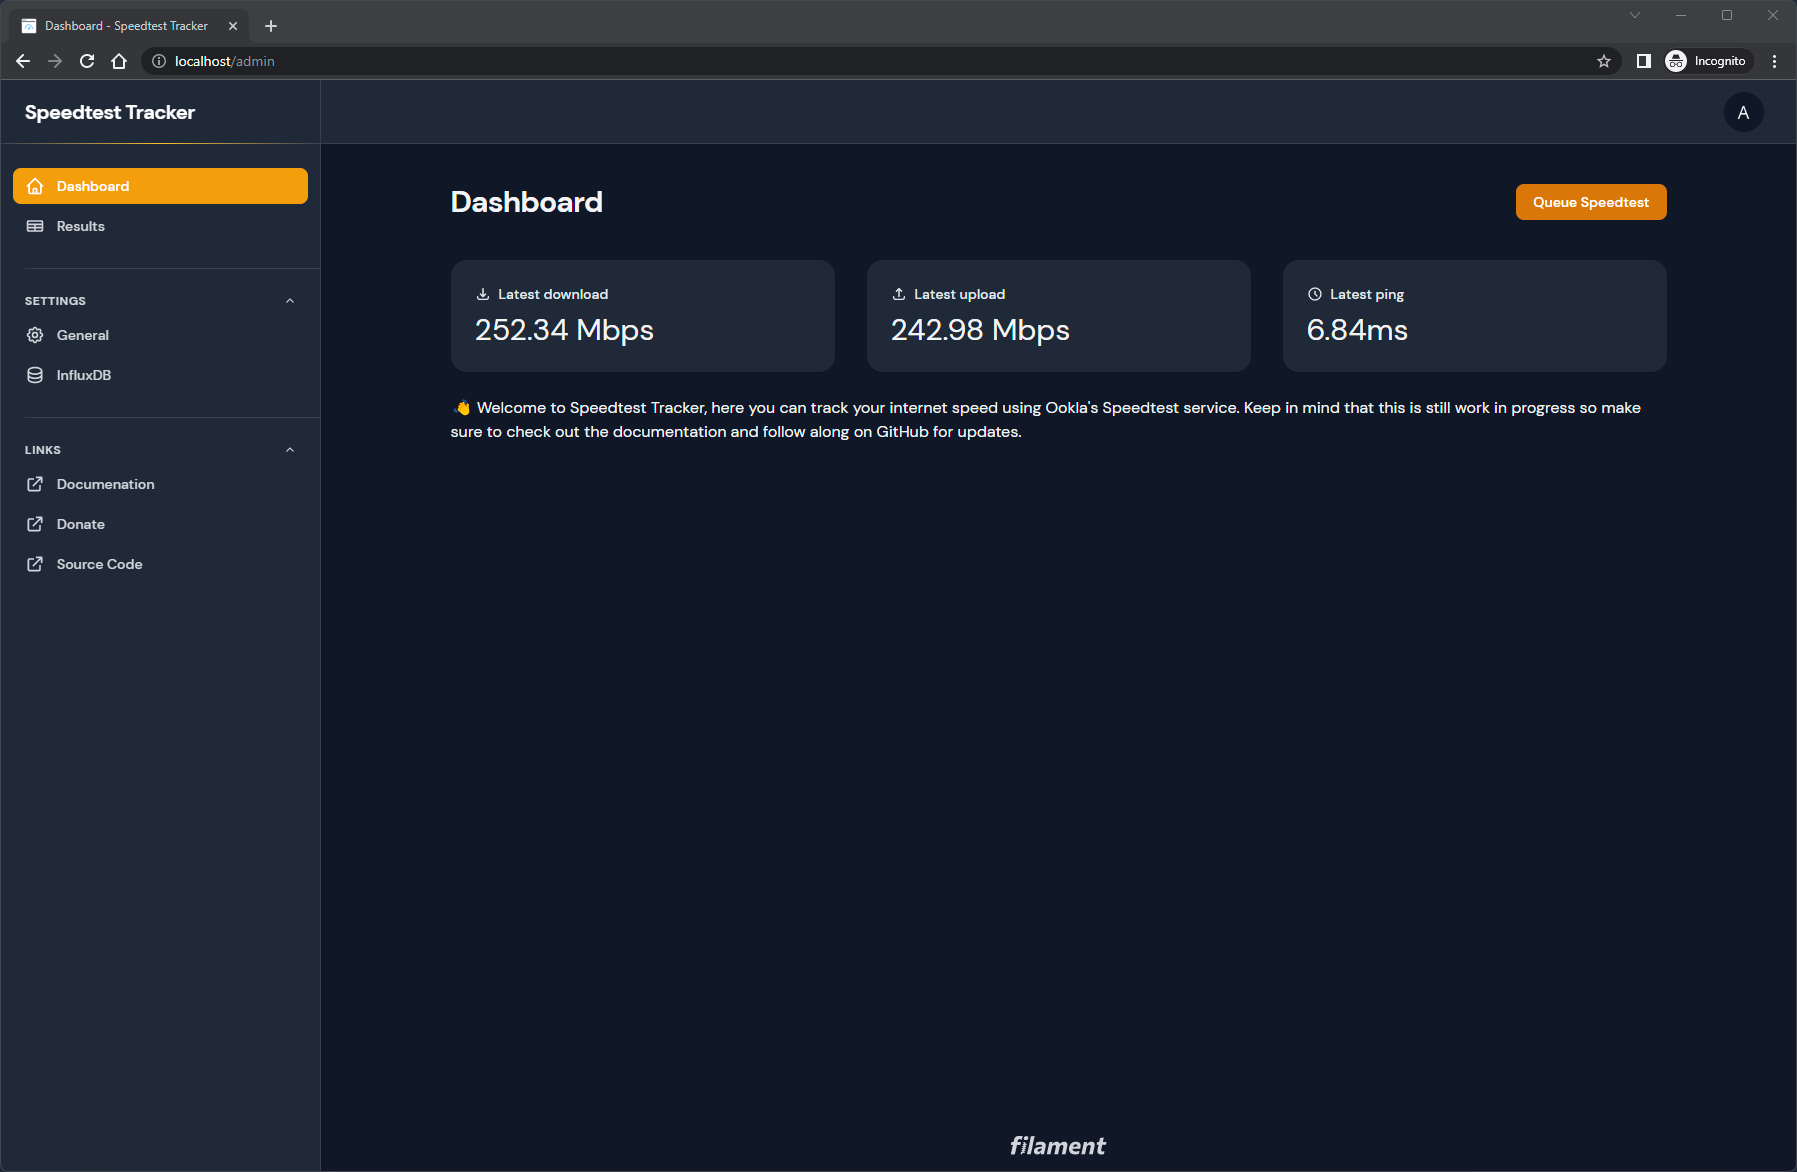 Dashboard - Speedtest Tracker
localhost/admin
Incognito
Speedtest Tracker
A
Dashboard
Results
SETTINGS
General
InfluxDB
LINKS
Documenation
Donate
Source Code
Dashboard
Queue Speedtest
Latest download
252.34 Mbps
Latest upload
242.98 Mbps
Latest ping
6.84ms
👋 Welcome to Speedtest Tracker, here you can track your internet speed using Ookla's Speedtest service. Keep in mind that this is still work in progress so make
sure to check out the documentation and follow along on GitHub for updates.
filament